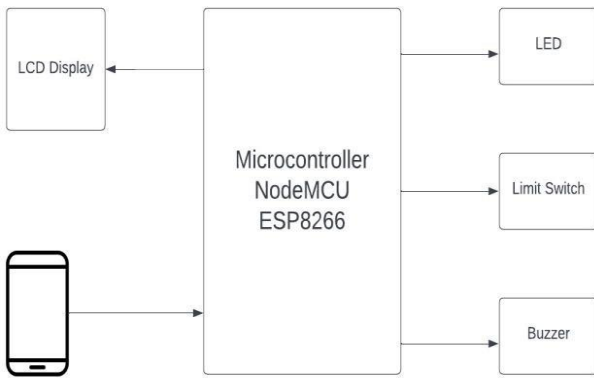 LCD Display
Microcontroller
NodeMCU
ESP8266
LED
Limit Switch
Buzzer